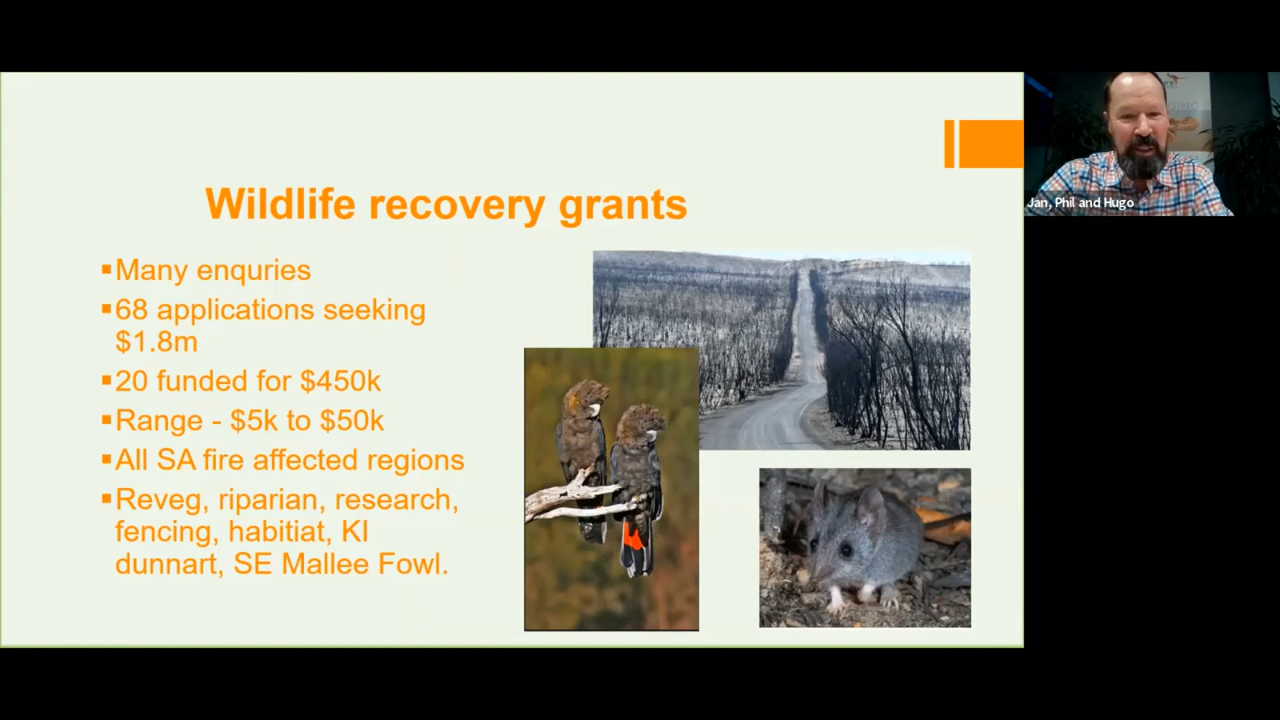 Wildlife recovery grants
▪Many enquries
▪68 applications seeking
$1.8m
▪20 funded for $450k
▪Range - $5k to $50k
▪All SA fire affected regions
▪Reveg, riparian, research,
fencing, habitiat, KI
dunnart, SE Mallee Fowl.
Jan, Phil and Hugo